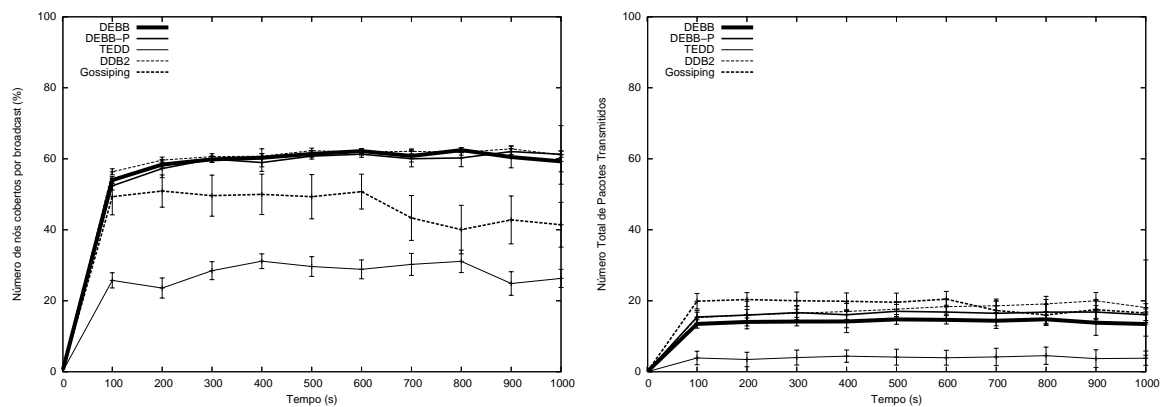 100
80
60
40
20
0
Número de nós cobertos por broadcast (%)
DEBB
DEBB-P
TEDD
DDB2
Gossiping
0 100 200 300 400 500 600 700 800 900 1000
Tempo (s)
100
80
60
40
20
0
Número Total de Pacotes Transmitidos
DEBB
DEBB-P
TEDD
DDB2
Gossiping
0 100 200 300 400 500 600 700 800 900 1000
Tempo (s)